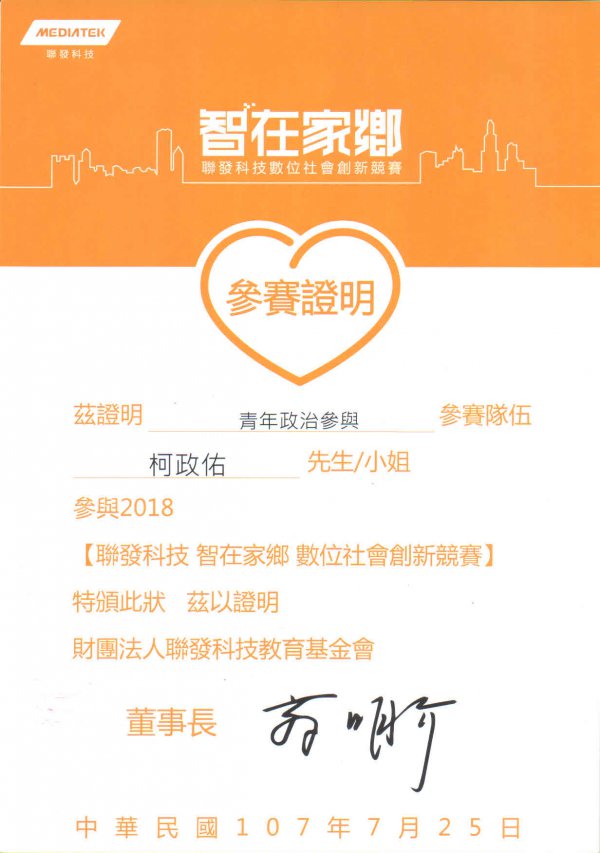 MEDIATEK
聯發科技
智在家鄉
聯發科技數位社會創新競賽
參賽證明
茲證明 青年政治參與 參賽隊伍
柯政佑 先生/小姐
參與2018
【聯發科技 智在家鄉 數位社會創新競賽】
特頒此狀 茲以證明
財團法人聯發科技教育基金會
董事長
中華民國107年7月25日